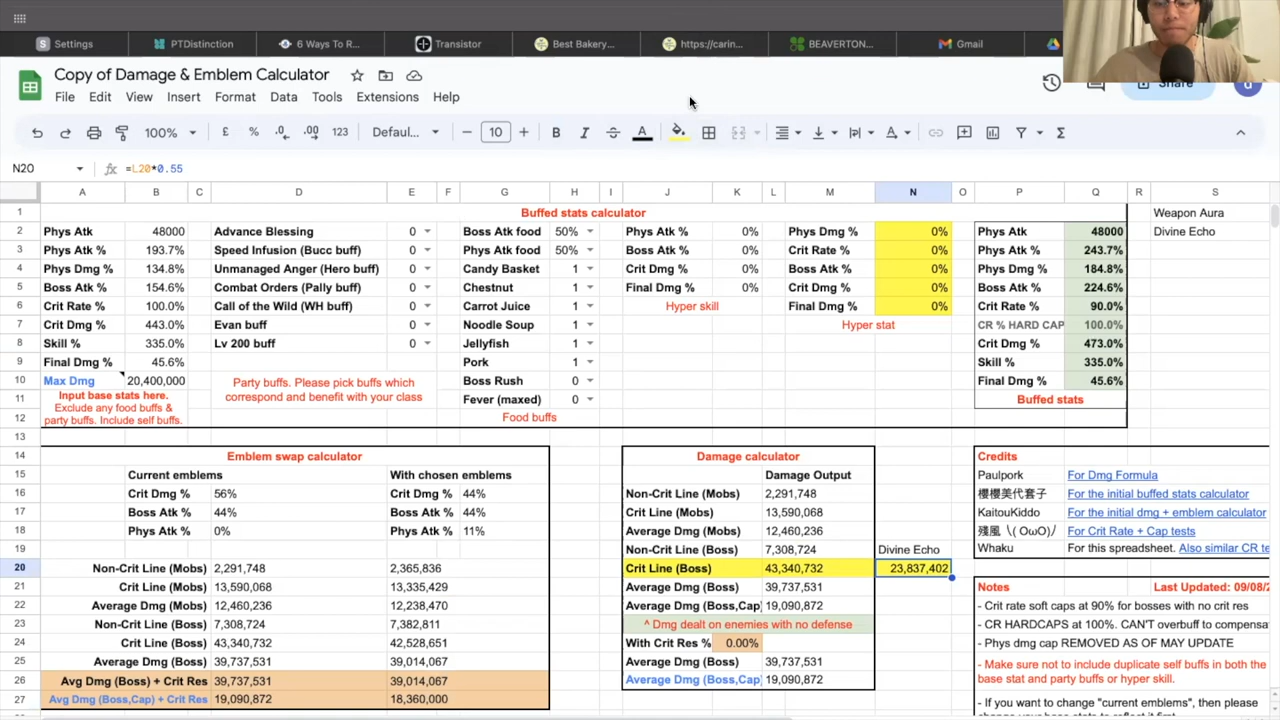 Settings
PTDistinction
6 Ways To R...
Transistor
Best Bakery...
https://carin...
BEAVERTON...
Gmail
Copy of Damage & Emblem Calculator
File Edit View Insert Format Data Tools Extensions Help
Share
100% £ % .0 .00 123 Defaul... 10
N20 =L20*0.55
A B C D E F G H I J K L M N O P Q R S
1 Buffed stats calculator Weapon Aura
2 Phys Atk 48000 Advance Blessing 0 Boss Atk food 50% Phys Atk % 0% Phys Dmg % 0% Phys Atk 48000 Divine Echo
3 Phys Atk % 193.7% Speed Infusion (Bucc buff) 0 Phys Atk food 50% Boss Atk % 0% Crit Rate % 0% Phys Atk % 243.7%
4 Phys Dmg % 134.8% Unmanaged Anger (Hero buff) 0 Candy Basket 1 Crit Dmg % 0% Boss Atk % 0% Phys Dmg % 184.8%
5 Boss Atk % 154.6% Combat Orders (Pally buff) 0 Chestnut 1 Final Dmg % 0% Crit Dmg % 0% Boss Atk % 224.6%
6 Crit Rate % 100.0% Call of the Wild (WH buff) 0 Carrot Juice 1 Hyper skill Final Dmg % 0% Crit Rate % 90.0%
7 Crit Dmg % 443.0% Evan buff 0 Noodle Soup 1 Hyper stat CR % HARD CAP 100.0%
8 Skill % 335.0% Lv 200 buff 0 Jellyfish 1 Crit Dmg % 473.0%
9 Final Dmg % 45.6% Pork 1 Skill % 335.0%
10 Max Dmg 20,400,000 Party buffs. Please pick buffs which Boss Rush 0 Final Dmg % 45.6%
11 Input base stats here. correspond and benefit with your class Fever (maxed) 0 Buffed stats
Exclude any food buffs &
12 party buffs. Include self buffs. Food buffs
13
14 Emblem swap calculator Damage calculator Credits
15 Current emblems With chosen emblems Damage Output Paulpork For Dmg Formula
16 Crit Dmg % 56% Crit Dmg % 44% Non-Crit Line (Mobs) 2,291,748 櫻櫻美代套子 For the initial buffed stats calculator
17 Boss Atk % 44% Boss Atk % 44% Crit Line (Mobs) 13,590,068 KaitouKiddo For the initial dmg + emblem calculator
18 Phys Atk % 0% Phys Atk % 11% Average Dmg (Mobs) 12,460,236 殘風 ╲( OωO)╱ For Crit Rate + Cap tests
19 Non-Crit Line (Boss) 7,308,724 Divine Echo Whaku For this spreadsheet. Also similar CR te
20 Non-Crit Line (Mobs) 2,291,748 2,365,836 Crit Line (Boss) 43,340,732 23,837,402
21 Crit Line (Mobs) 13,590,068 13,335,429 Average Dmg (Boss) 39,737,531 Notes Last Updated: 09/08/2
22 Average Dmg (Mobs) 12,460,236 12,238,470 Average Dmg (Boss,Cap) 19,090,872 - Crit rate soft caps at 90% for bosses with no crit res
23 Non-Crit Line (Boss) 7,308,724 7,382,811 ^ Dmg dealt on enemies with no defense - CR HARDCAPS at 100%. CAN'T overbuff to compensa
24 Crit Line (Boss) 43,340,732 42,528,651 With Crit Res % 0.00% - Phys dmg cap REMOVED AS OF MAY UPDATE
25 Average Dmg (Boss) 39,737,531 39,014,067 Average Dmg (Boss) 39,737,531 - Make sure not to include duplicate self buffs in both the
26 Avg Dmg (Boss) + Crit Res 39,737,531 39,014,067 Average Dmg (Boss,Cap) 19,090,872 base stat and party buffs or hyper skill.
27 Avg Dmg (Boss,Cap) + Crit Res 19,090,872 18,360,000 - If you want to change "current emblems", then please